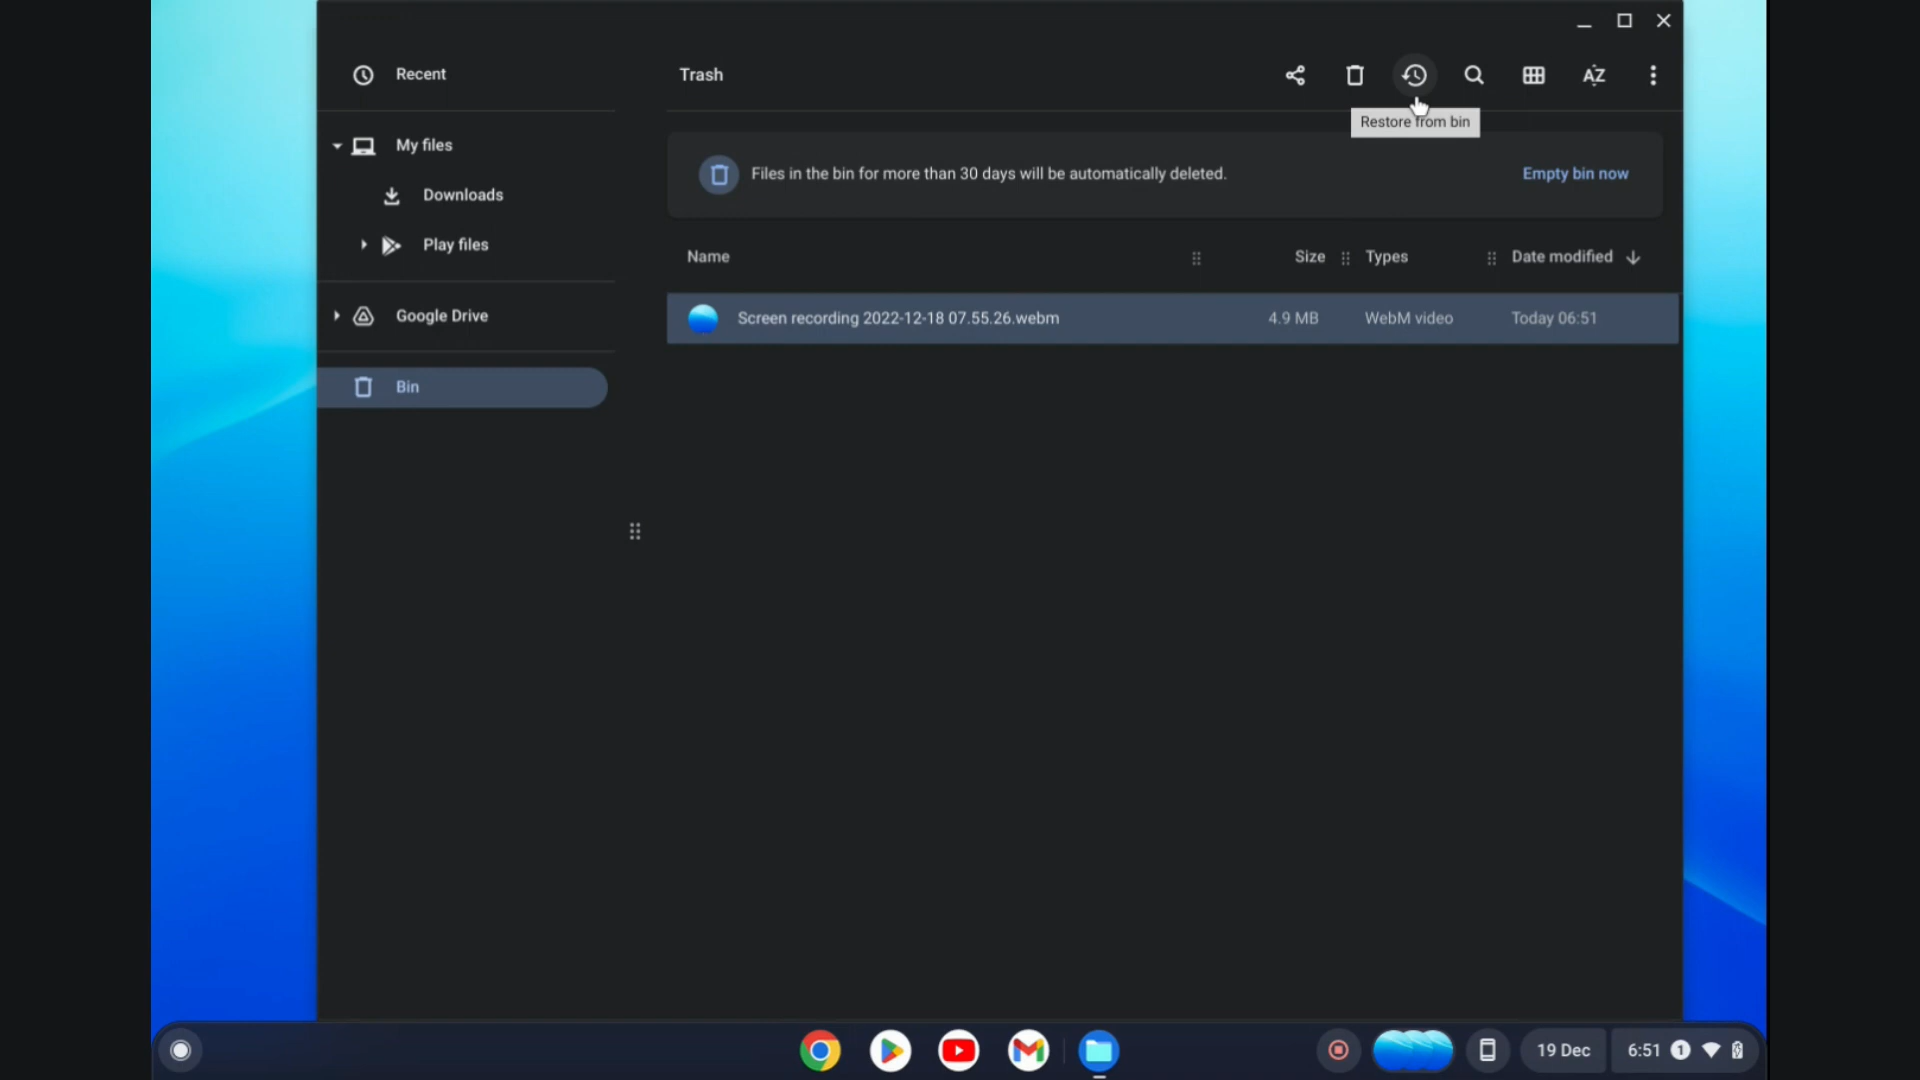 Recent
Trash
Restore from bin
My files
Downloads
Play files
Google Drive
Bin
Files in the bin for more than 30 days will be automatically deleted.
Empty bin now
Name Size Types Date modified
Screen recording 2022-12-18 07.55.26.webm 4.9 MB WebM video Today 06:51
19 Dec 6:51 1